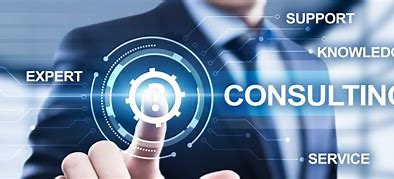 SUPPORT
KNOWLEDG
EXPERT
?
CONSULTING
SERVICE